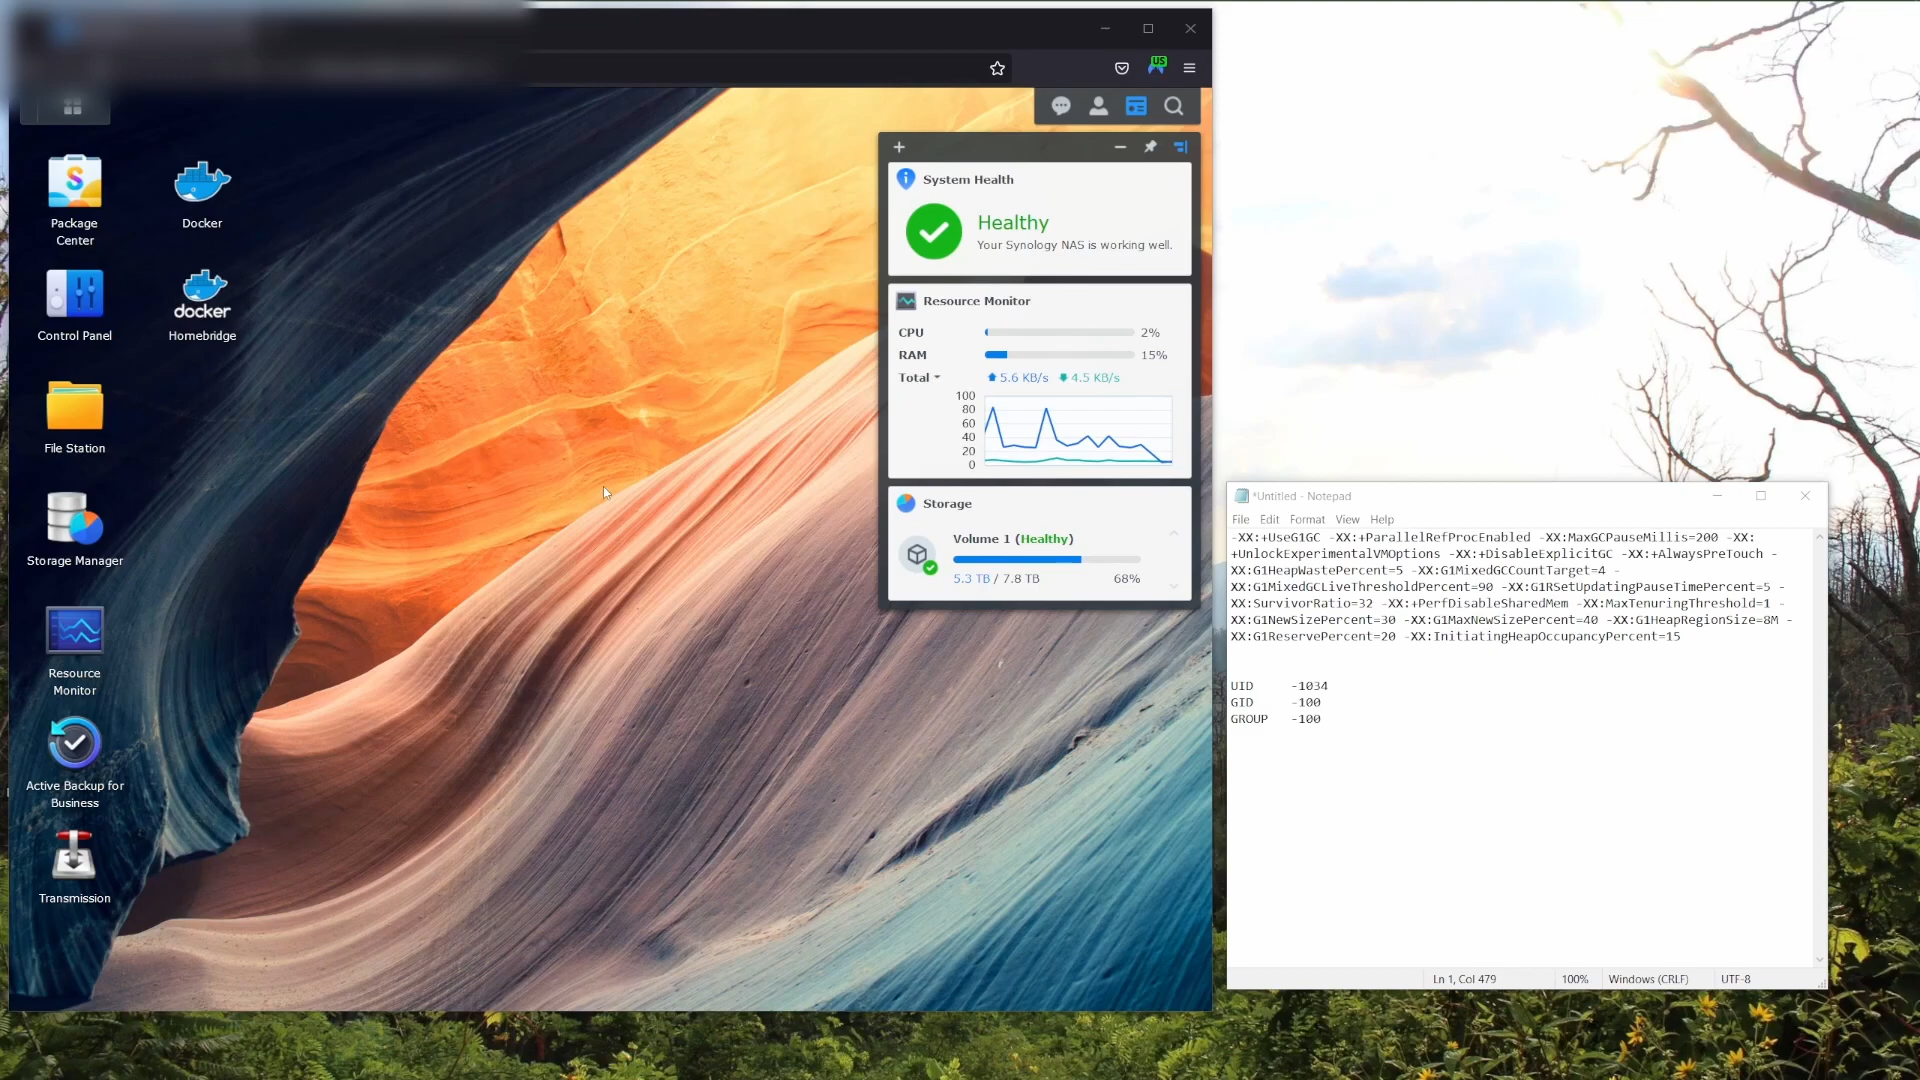 US
Package
Center
Docker
Control Panel
docker
Homebridge
File Station
Storage Manager
Resource
Monitor
Active Backup for
Business
Transmission
System Health
Healthy
Your Synology NAS is working well.
Resource Monitor
CPU 2%
RAM 15%
Total 5.6 KB/s 4.5 KB/s
100
80
60
40
20
0
Storage
Volume 1 (Healthy)
5.3 TB / 7.8 TB 68%
*Untitled - Notepad
File Edit Format View Help
-XX:+UseG1GC -XX:+ParallelRefProcEnabled -XX:MaxGCPauseMillis=200 -XX:
+UnlockExperimentalVMOptions -XX:+DisableExplicitGC -XX:+AlwaysPreTouch -
XX:G1HeapWastePercent=5 -XX:G1MixedGCCountTarget=4 -
XX:G1MixedGCLiveThresholdPercent=90 -XX:G1RSetUpdatingPauseTimePercent=5 -
XX:SurvivorRatio=32 -XX:+PerfDisableSharedMem -XX:MaxTenuringThreshold=1 -
XX:G1NewSizePercent=30 -XX:G1MaxNewSizePercent=40 -XX:G1HeapRegionSize=8M -
XX:G1ReservePercent=20 -XX:InitiatingHeapOccupancyPercent=15
UID -1034
GID -100
GROUP -100
Ln 1, Col 479 100% Windows (CRLF) UTF-8